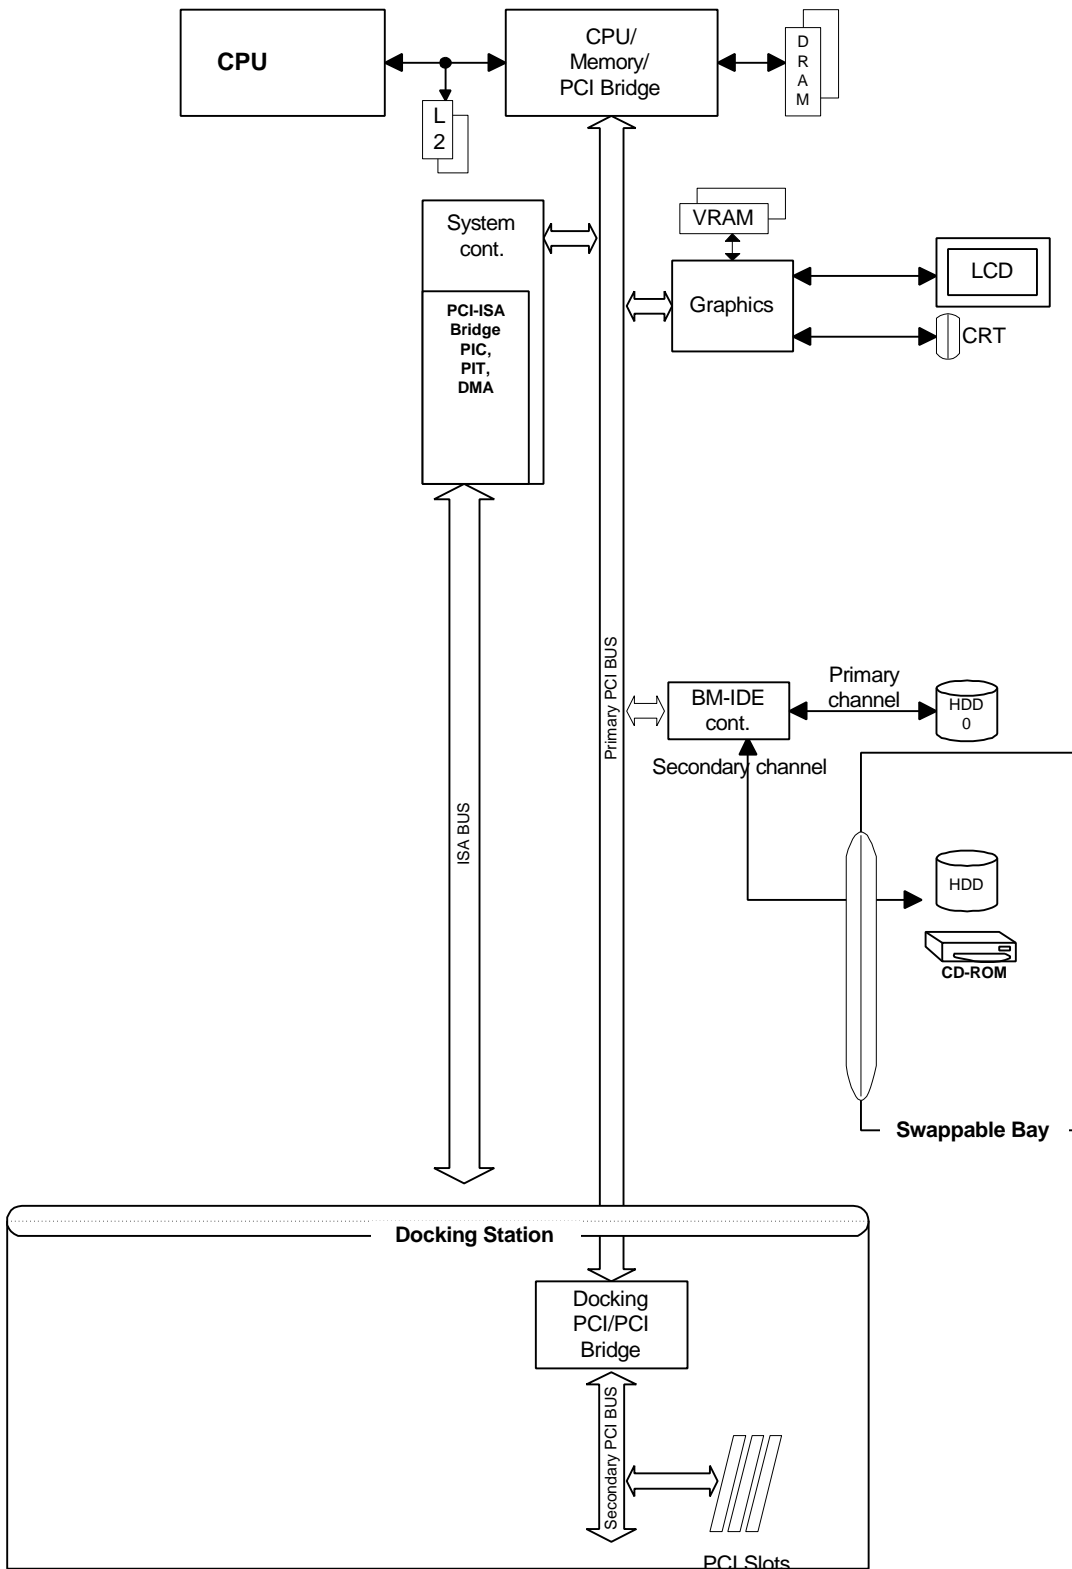 CPU
CPU/
Memory/
PCI Bridge
D
R
A
M
L
2
System
cont.
VRAM
Graphics
LCD
CRT
PCI-ISA
Bridge
PIC,
PIT,
DMA
Primary PCI BUS
ISA BUS
BM-IDE
cont.
Primary
channel
HDD
0
Secondary channel
HDD
CD-ROM
Swappable Bay
Docking Station
Docking
PCI/PCI
Bridge
Secondary PCI BUS
PCI Slots